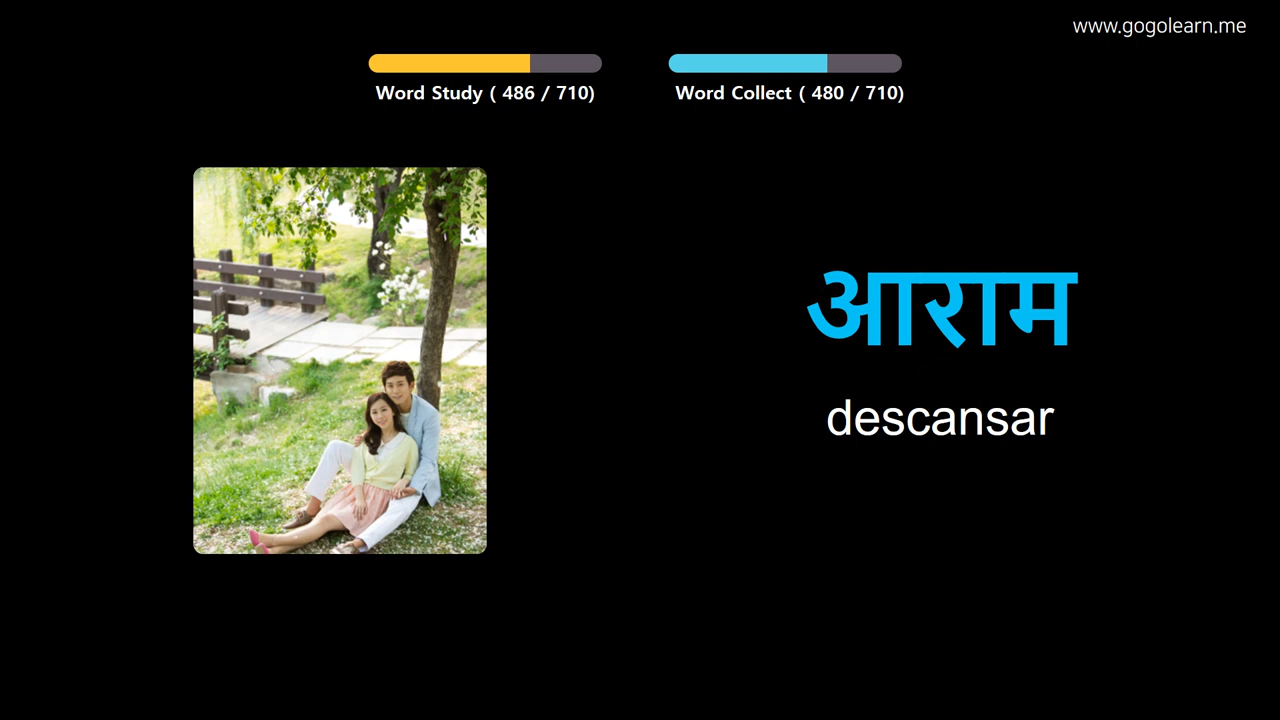 www.gogolearn.me
Word Study ( 486 / 710)
Word Collect ( 480 / 710)
आराम
descansar